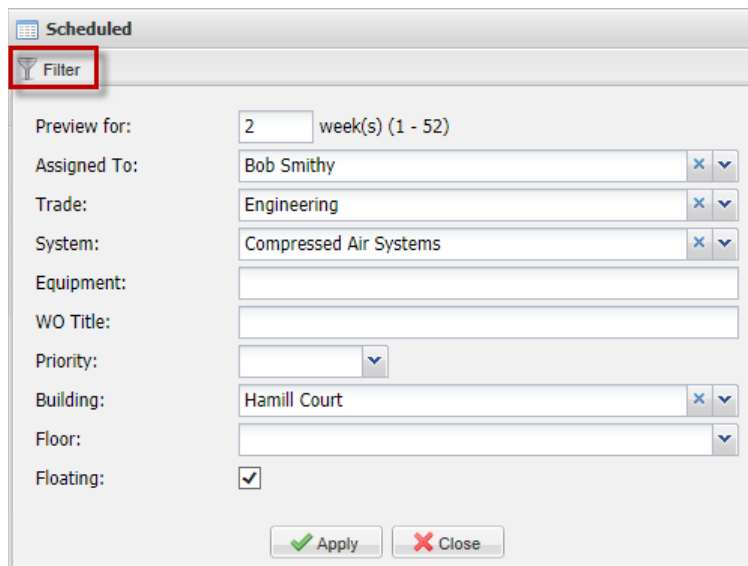 Scheduled
Filter
Preview for: 2 week(s) (1 - 52)
Assigned To: Bob Smithy
Trade: Engineering
System: Compressed Air Systems
Equipment:
WO Title:
Priority:
Building: Hamill Court
Floor:
Floating:
Apply Close